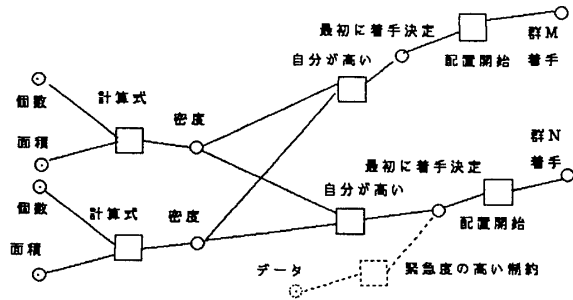 最初に着手決定
群M
着手
配置開始
自分が高い
個数
計算式
密度
面積
群N
着手
最初に着手決定
自分が高い
配置開始
個数
計算式
密度
面積
データ
緊急度の高い制約